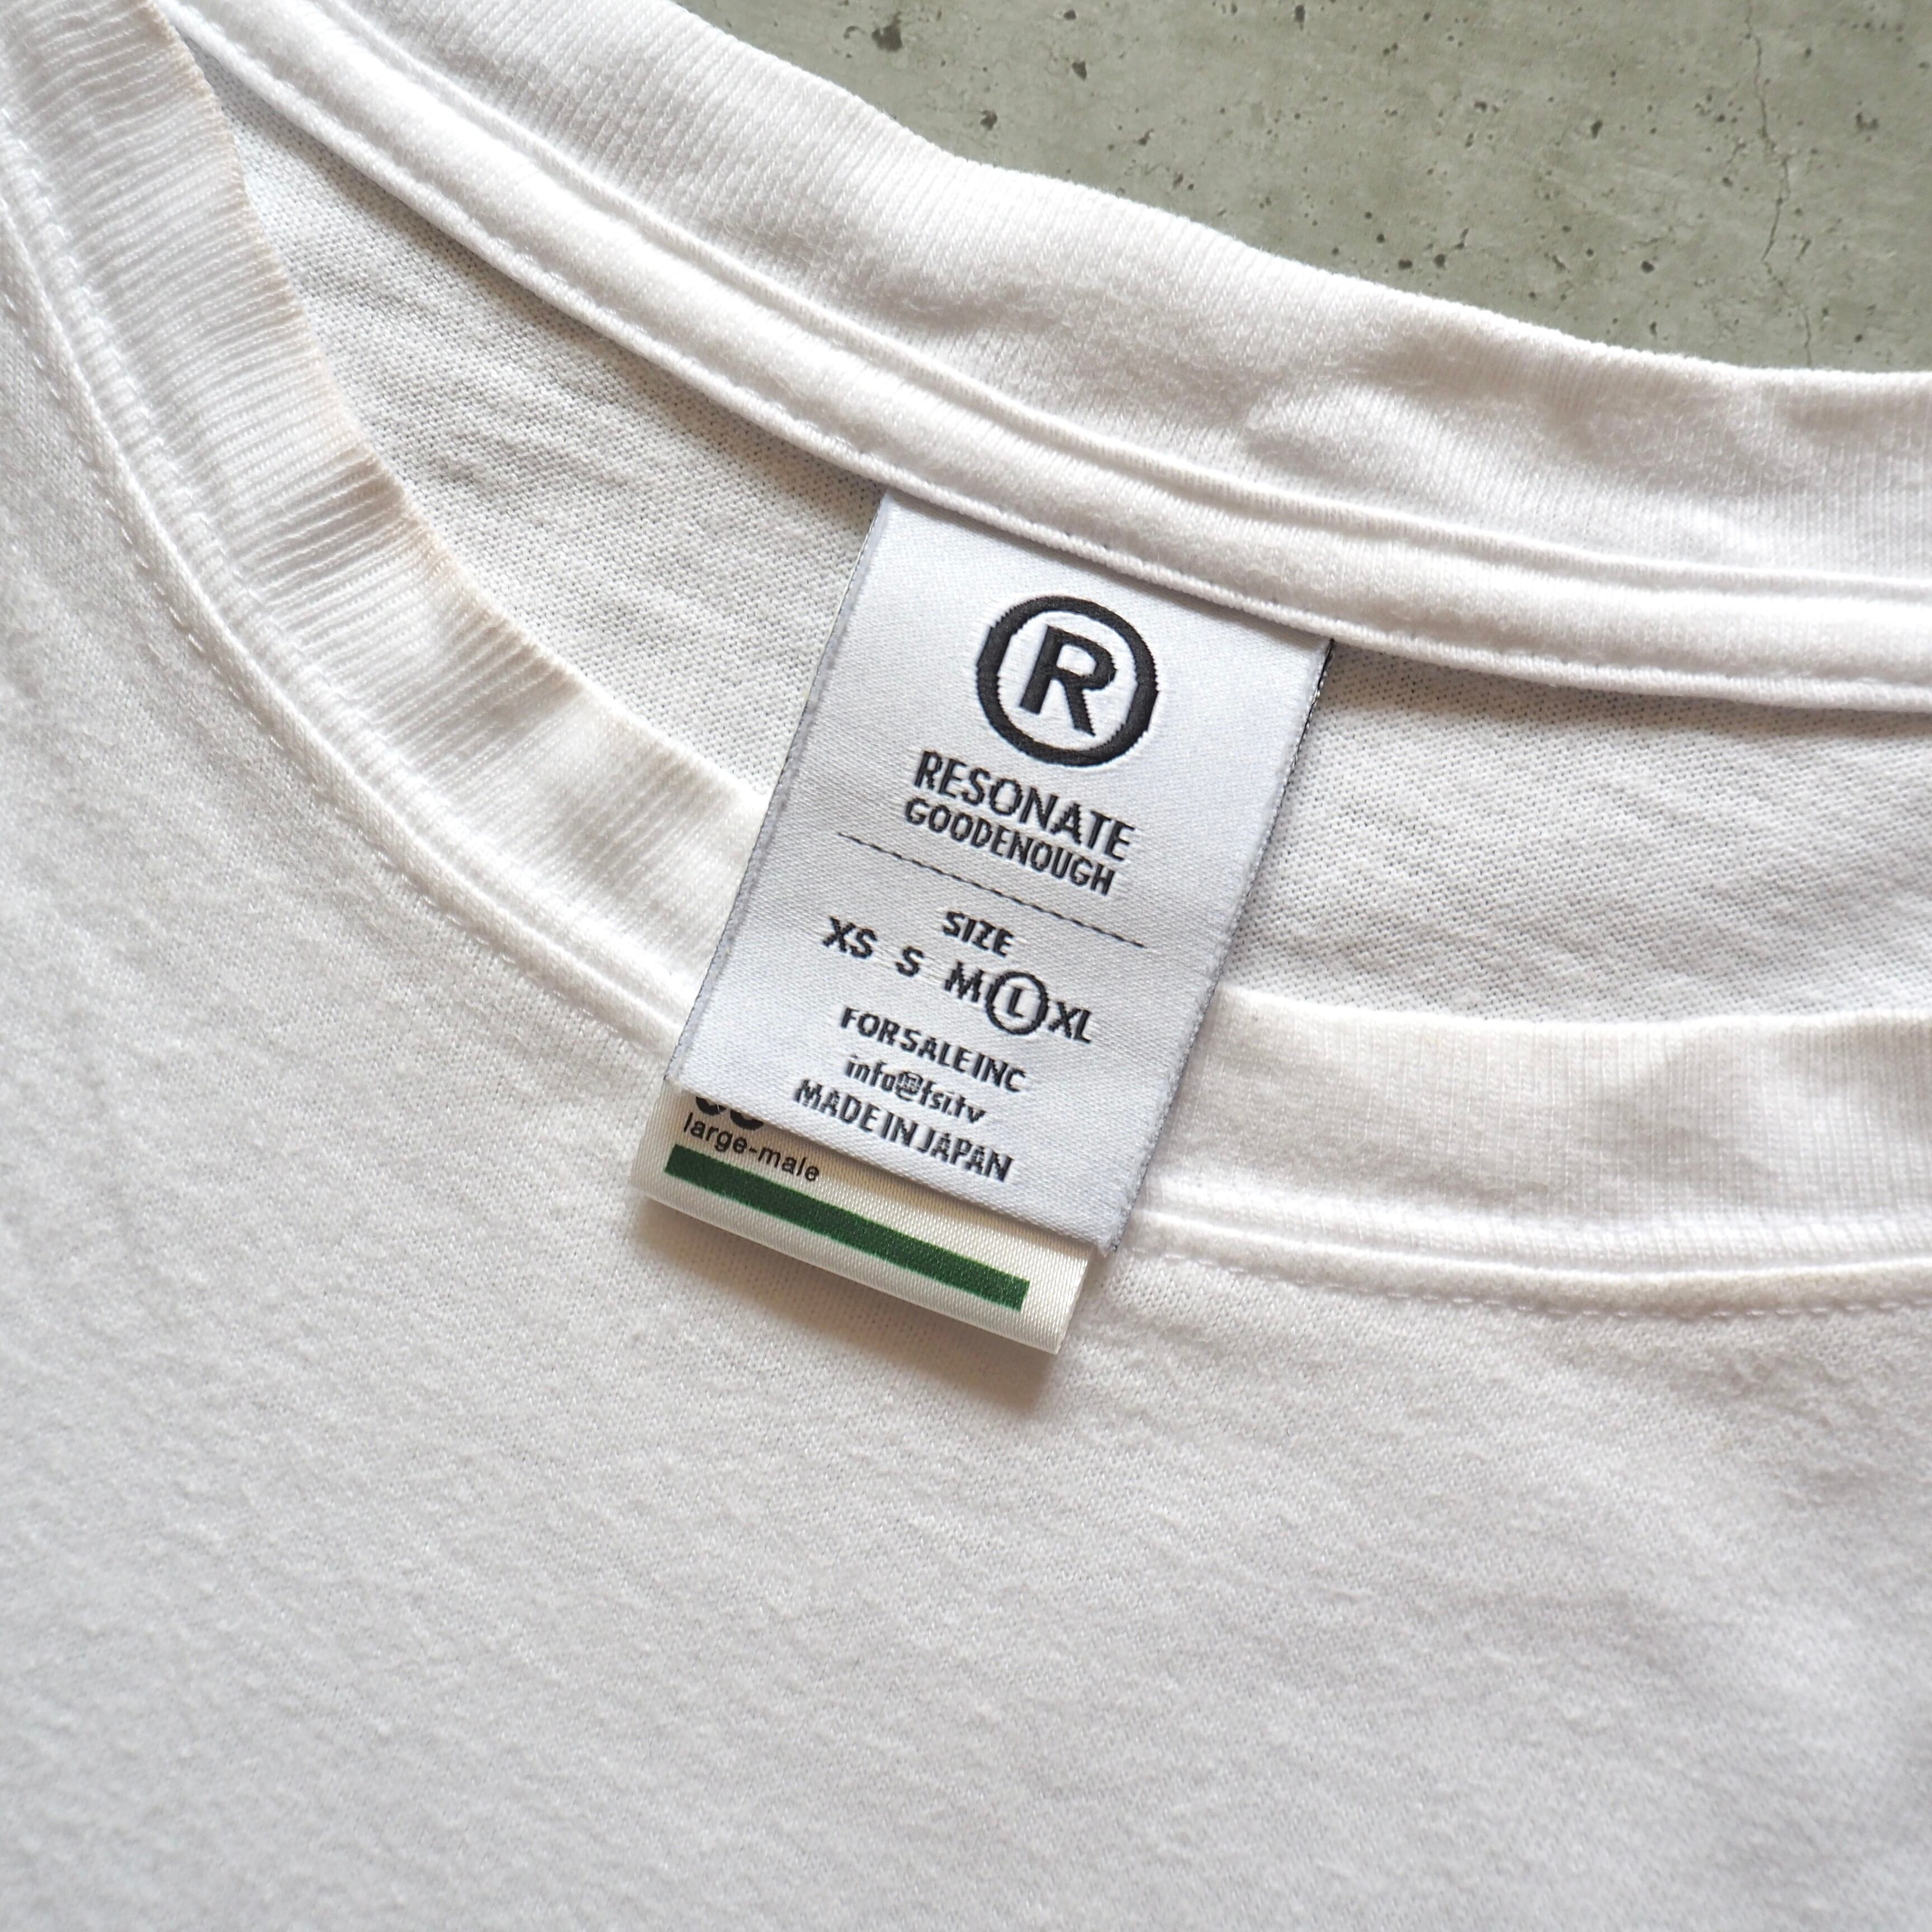 R
RESONATE
GOODENOUGH
SIZE
XS S M L XL
FORSALEINC
info@fsi.tv
MADE IN JAPAN
large-male